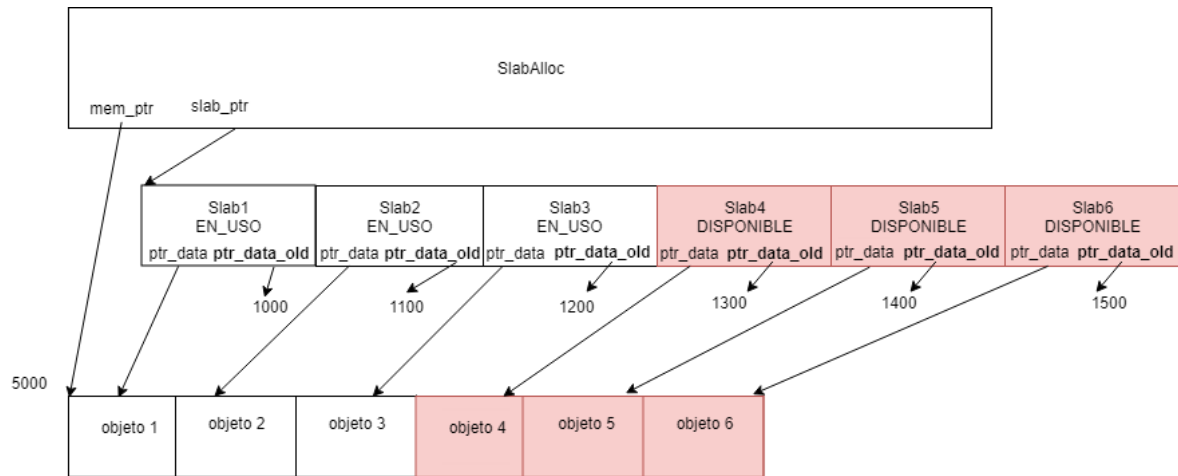 SlabAlloc
mem_ptr slab_ptr
Slab1 Slab2 Slab3 Slab4 Slab5 Slab6
EN_USO EN_USO EN_USO DISPONIBLE DISPONIBLE DISPONIBLE
ptr_data ptr_data_old ptr_data ptr_data_old ptr_data ptr_data_old ptr_data ptr_data_old ptr_data ptr_data_old ptr_data ptr_data_old
1000 1100 1200 1300 1400 1500
5000
objeto 1 objeto 2 objeto 3 objeto 4 objeto 5 objeto 6